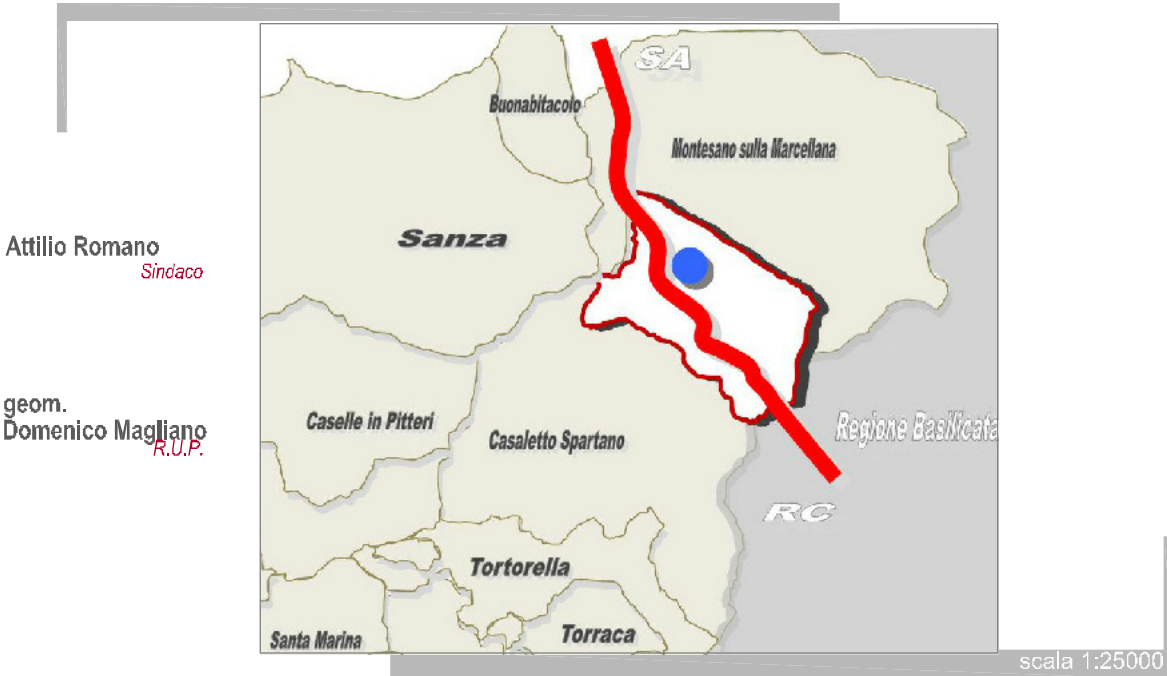 SA
Buonabitacolo
Montesano sulla Marcellana
Attilio Romano
Sindaco
Sanza
geom.
Domenico Magliano
R.U.P.
Caselle in Pitteri
Casaletto Spartano
Regione Basilicata
RC
Tortorella
Santa Marina
Torraca
scala 1:25000